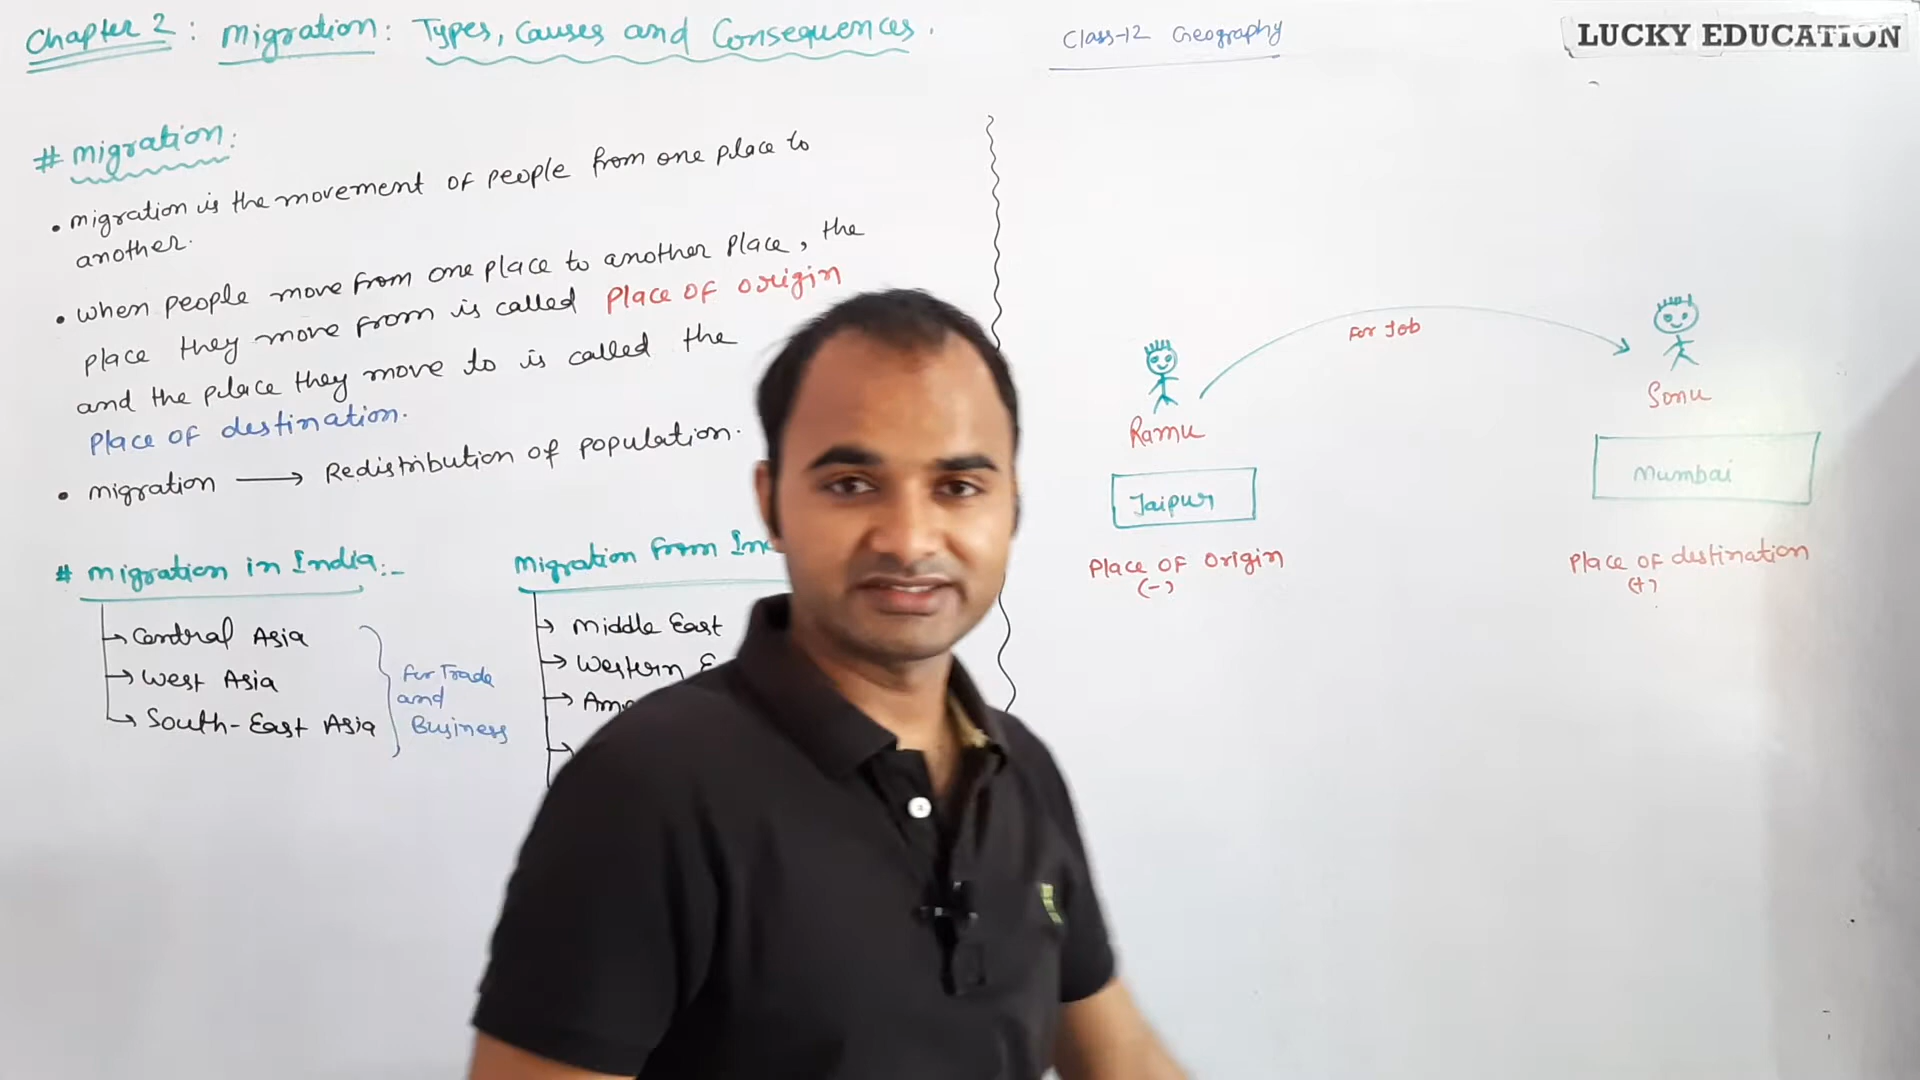 Chapter 2 : Migration : Types, Causes and Consequences.
Class-12 Geography
LUCKY EDUCATION
# Migration :
• Migration is the movement of people from one place to
another.
• When people move from one place to another place, the
place they move from is called Place of origin
and the place they move to is called the
Place of destination.
• Migration → Redistribution of population.
# Migration in India :-
→ Central Asia
→ West Asia
→ South-East Asia
For Trade
and
Business
Migration From
→ Middle East
→ Western
For Job
Ramu
Sonu
Jaipur
Mumbai
Place of origin
(-)
Place of destination
(+)